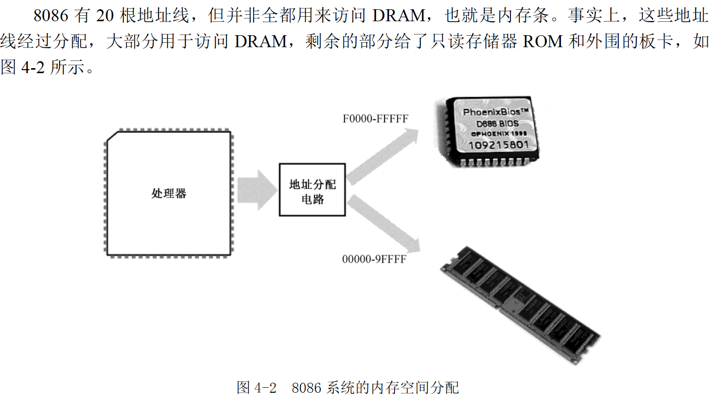 8086 有 20 根地址线，但并非全都用来访问 DRAM，也就是内存条。事实上，这些地址
线经过分配，大部分用于访问 DRAM，剩余的部分给了只读存储器 ROM 和外围的板卡，如
图 4-2 所示。
F0000-FFFFF
PhoenixBios™
D686 BIOS
©PHOENIX 1998
109215801
处理器
地址分配
电路
00000-9FFFF
图 4-2 8086 系统的内存空间分配